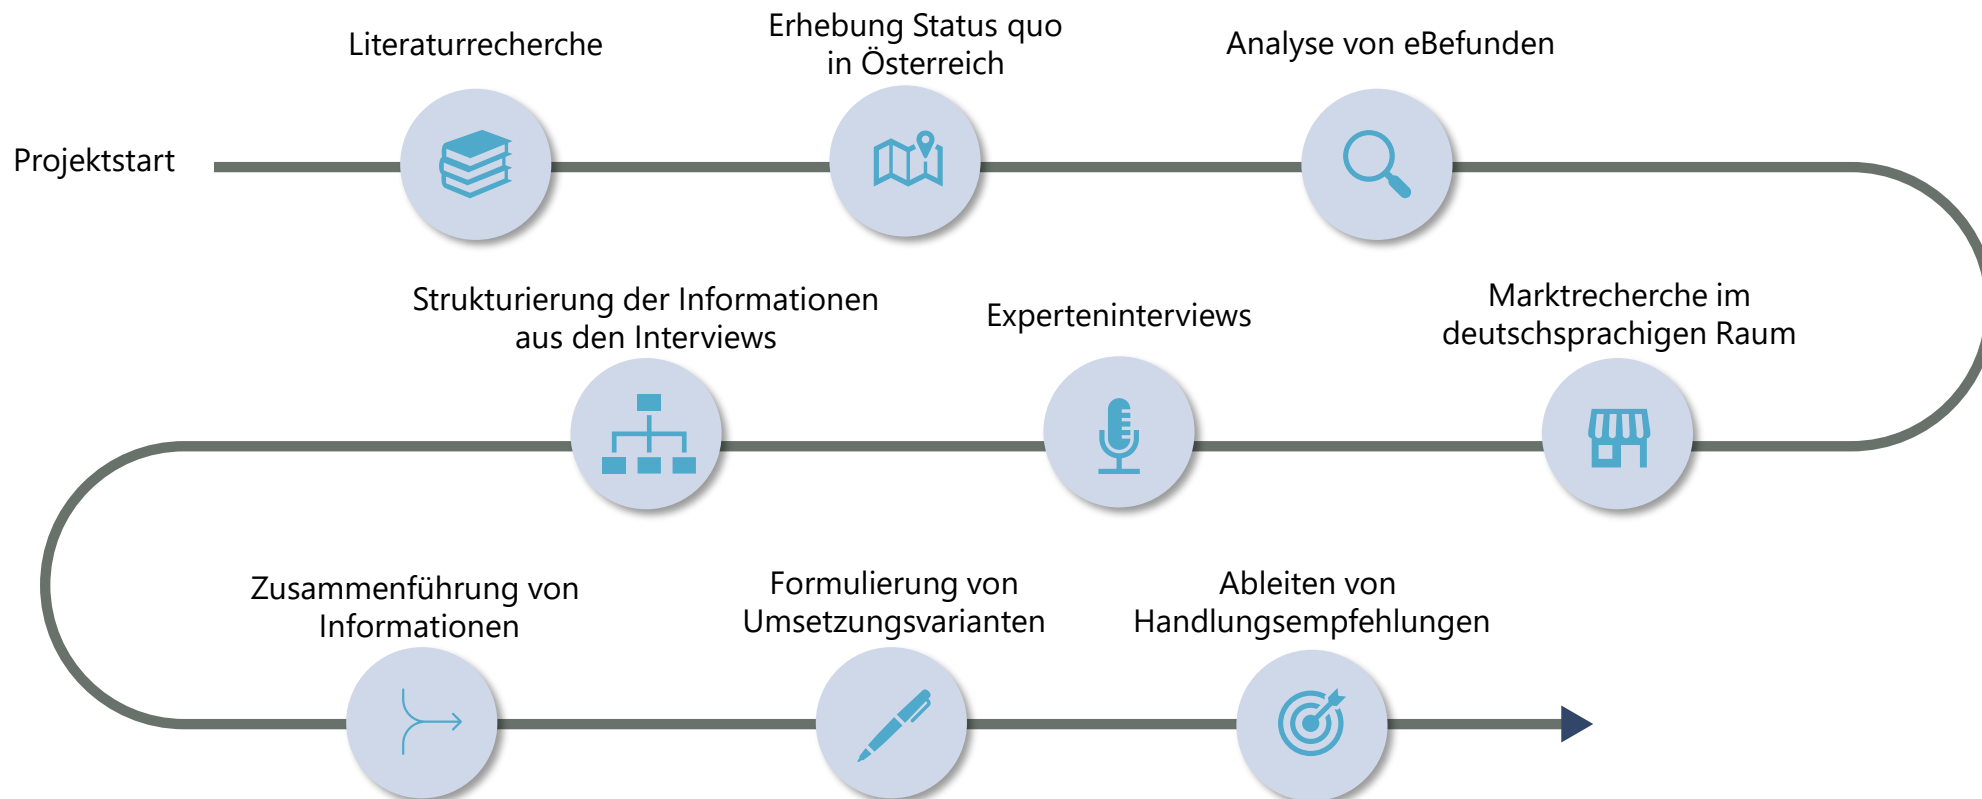 Projektstart
Literaturrecherche
Erhebung Status quo
in Österreich
Analyse von eBefunden
Marktrecherche im
deutschsprachigen Raum
Experteninterviews
Strukturierung der Informationen
aus den Interviews
Zusammenführung von
Informationen
Formulierung von
Umsetzungsvarianten
Ableiten von
Handlungsempfehlungen